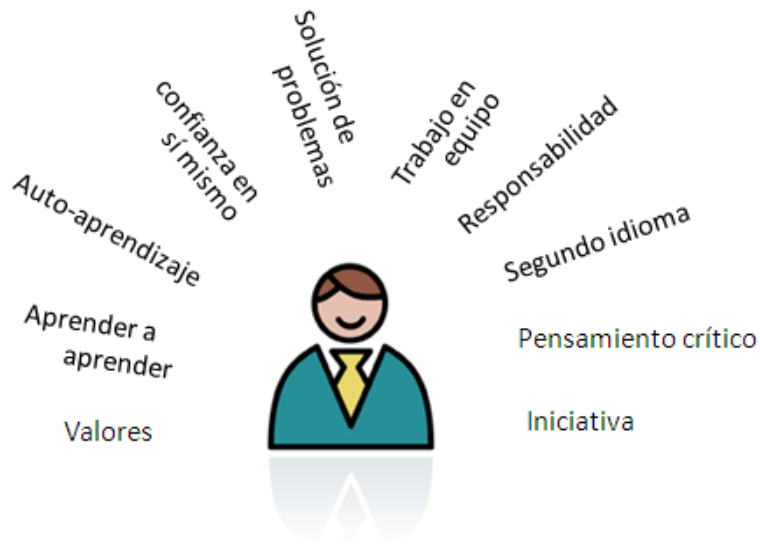 Valores
Aprender a
aprender
Auto-aprendizaje
confianza en
sí mismo
Solución de
problemas
Trabajo en
equipo
Responsabilidad
Segundo idioma
Pensamiento crítico
Iniciativa